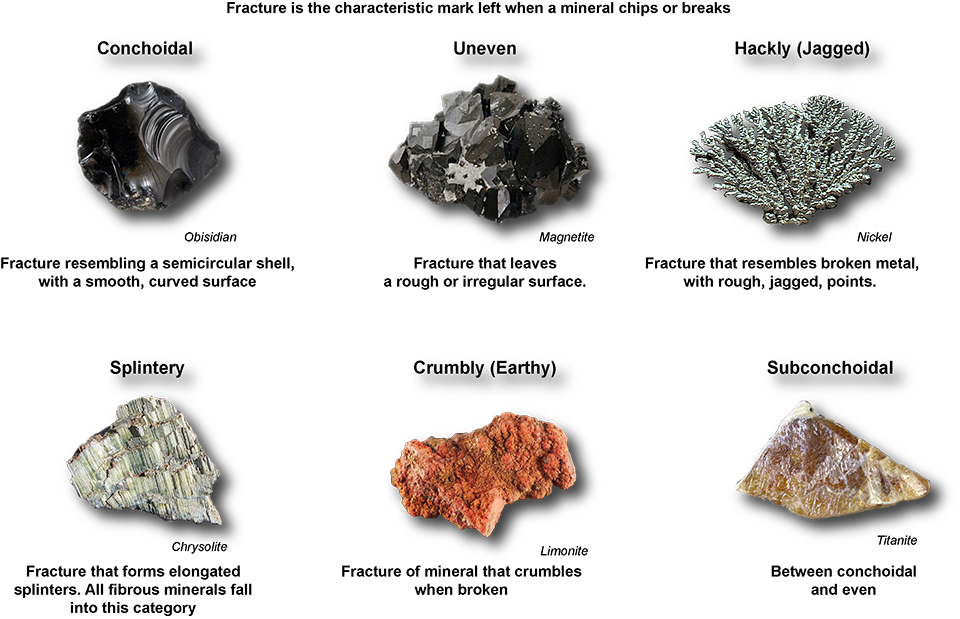 Fracture is the characteristic mark left when a mineral chips or breaks
Conchoidal
Uneven
Hackly (Jagged)
Obisidian
Magnetite
Nickel
Fracture resembling a semicircular shell,
with a smooth, curved surface
Fracture that leaves
a rough or irregular surface.
Fracture that resembles broken metal,
with rough, jagged, points.
Splintery
Crumbly (Earthy)
Subconchoidal
Chrysolite
Limonite
Titanite
Fracture that forms elongated
splinters. All fibrous minerals fall
into this category
Fracture of mineral that crumbles
when broken
Between conchoidal
and even